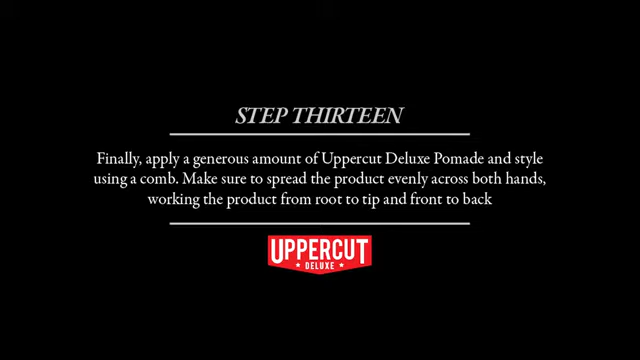 STEP THIRTEEN
Finally, apply a generous amount of Uppercut Deluxe Pomade and style
using a comb. Make sure to spread the product evenly across both hands,
working the product from root to tip and front to back
UPPERCUT
DELUXE